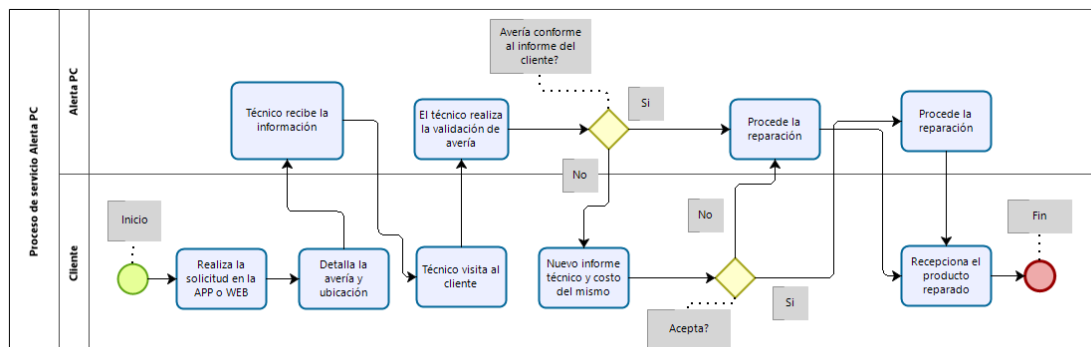 Proceso de servicio Alerta PC
Alerta PC
Cliente
Avería conforme
al informe del
cliente?
Técnico recibe la
información
El técnico realiza
la validación de
avería
Si
Procede la
reparación
Procede la
reparación
No
Inicio
No
Fin
Realiza la
solicitud en la
APP o WEB
Detalla la
avería y
ubicación
Técnico visita al
cliente
Nuevo informe
técnico y costo
del mismo
Recepciona el
producto
reparado
Si
Acepta?